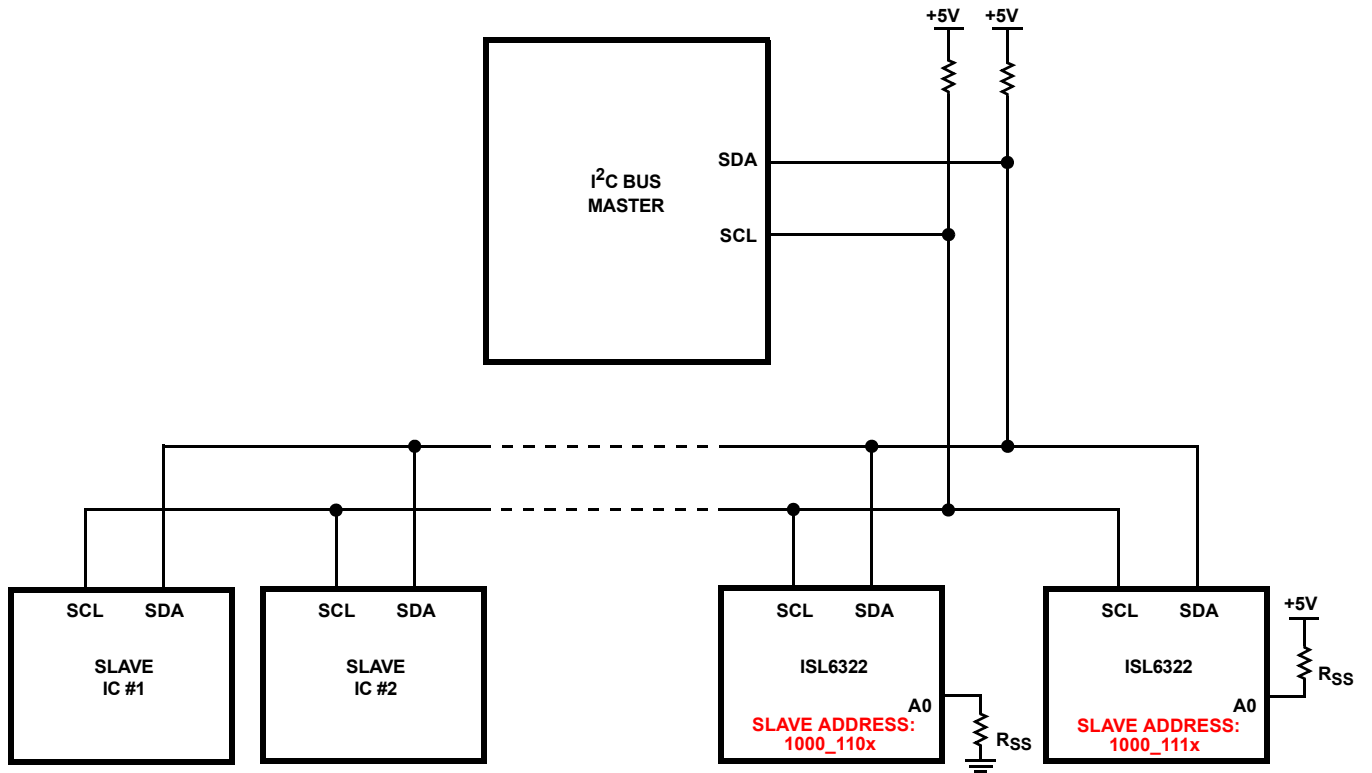 +5V
+5V
I²C BUS
MASTER
SDA
SCL
SCL
SDA
SLAVE
IC #1
SCL
SDA
SLAVE
IC #2
SCL
SDA
ISL6322
A0
SLAVE ADDRESS:
1000_110x
RSS
SCL
SDA
ISL6322
A0
SLAVE ADDRESS:
1000_111x
+5V
RSS